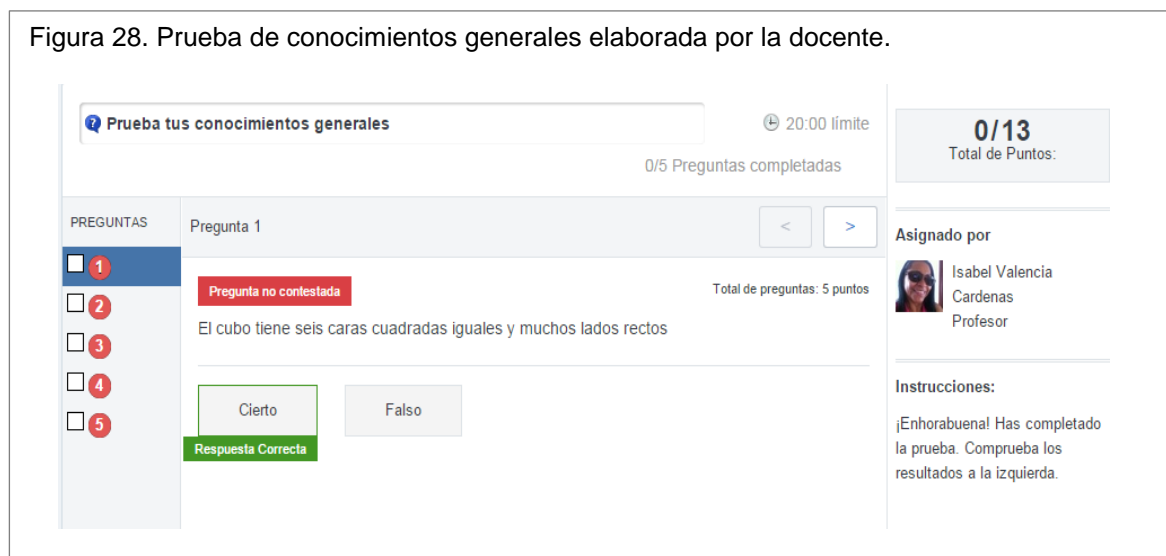 Figura 28. Prueba de conocimientos generales elaborada por la docente.
Prueba tus conocimientos generales
20:00 límite
0/5 Preguntas completadas
0/13
Total de Puntos:
PREGUNTAS
Pregunta 1
<
>
1
2
3
4
5
Pregunta no contestada
Total de preguntas: 5 puntos
El cubo tiene seis caras cuadradas iguales y muchos lados rectos
Cierto
Falso
Respuesta Correcta
Asignado por
Isabel Valencia
Cardenas
Profesor
Instrucciones:
¡Enhorabuena! Has completado
la prueba. Comprueba los
resultados a la izquierda.